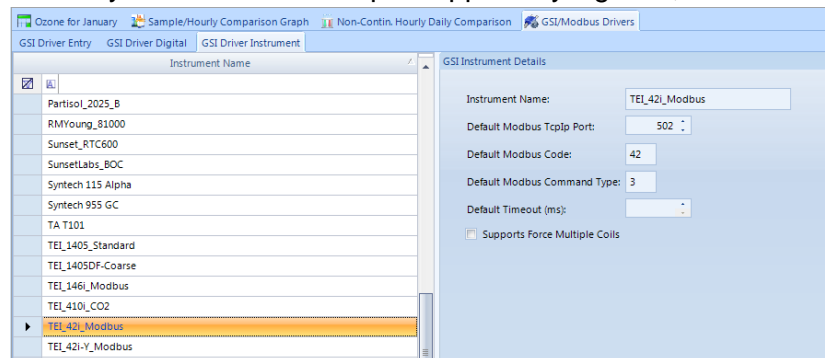 Ozone for January Sample/Hourly Comparison Graph Non-Contin. Hourly Daily Comparison GSI/Modbus Drivers
GSI Driver Entry GSI Driver Digital GSI Driver Instrument
Instrument Name
Partisol_2025_B
RMYoung_81000
Sunset_RTC600
SunsetLabs_BOC
Syntech 115 Alpha
Syntech 955 GC
TA T101
TEI_1405_Standard
TEI_1405DF-Coarse
TEI_146i_Modbus
TEI_410i_CO2
TEI_42i_Modbus
TEI_42i-Y_Modbus
GSI Instrument Details
Instrument Name: TEI_42i_Modbus
Default Modbus TcpIp Port: 502
Default Modbus Code: 42
Default Modbus Command Type: 3
Default Timeout (ms):
Supports Force Multiple Coils